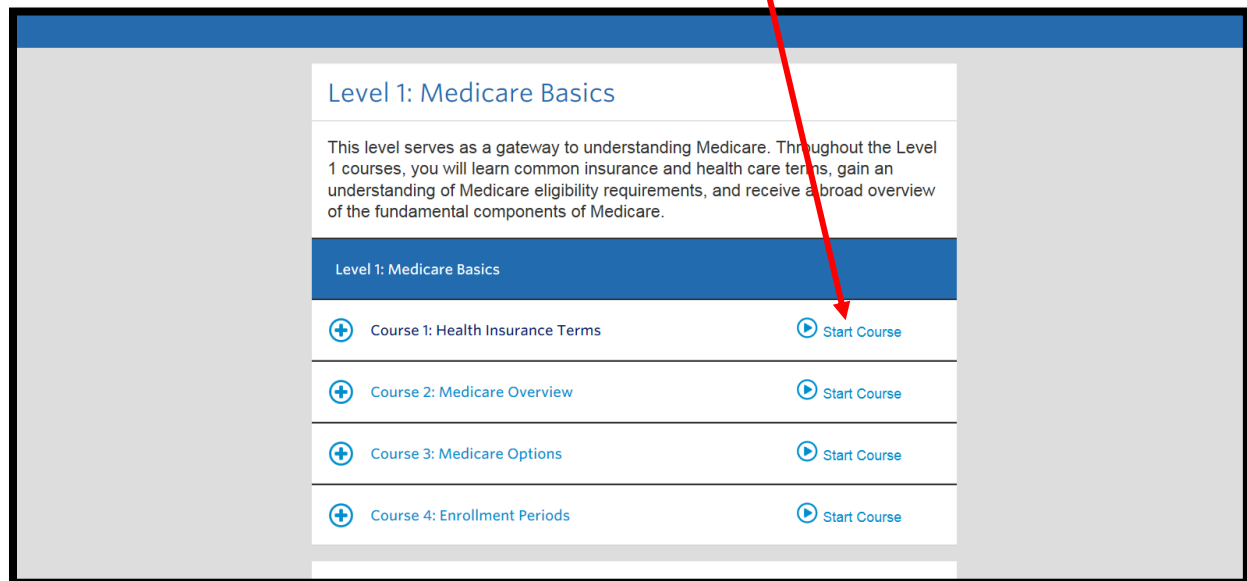 Level 1: Medicare Basics
This level serves as a gateway to understanding Medicare. Throughout the Level
1 courses, you will learn common insurance and health care terms, gain an
understanding of Medicare eligibility requirements, and receive a broad overview
of the fundamental components of Medicare.
Level 1: Medicare Basics
Course 1: Health Insurance Terms Start Course
Course 2: Medicare Overview Start Course
Course 3: Medicare Options Start Course
Course 4: Enrollment Periods Start Course